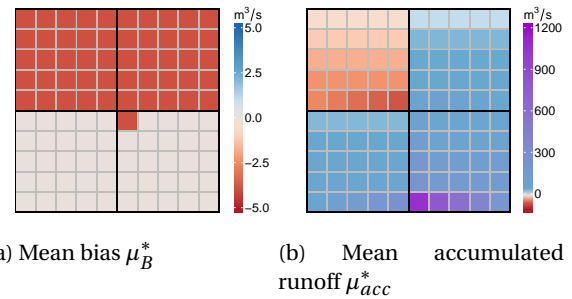 m³/s
5.0
2.5
0.0
−2.5
−5.0
m³/s
1200
900
600
300
0
) Mean bias μ*B
(b) Mean accumulated
runoff μ*acc